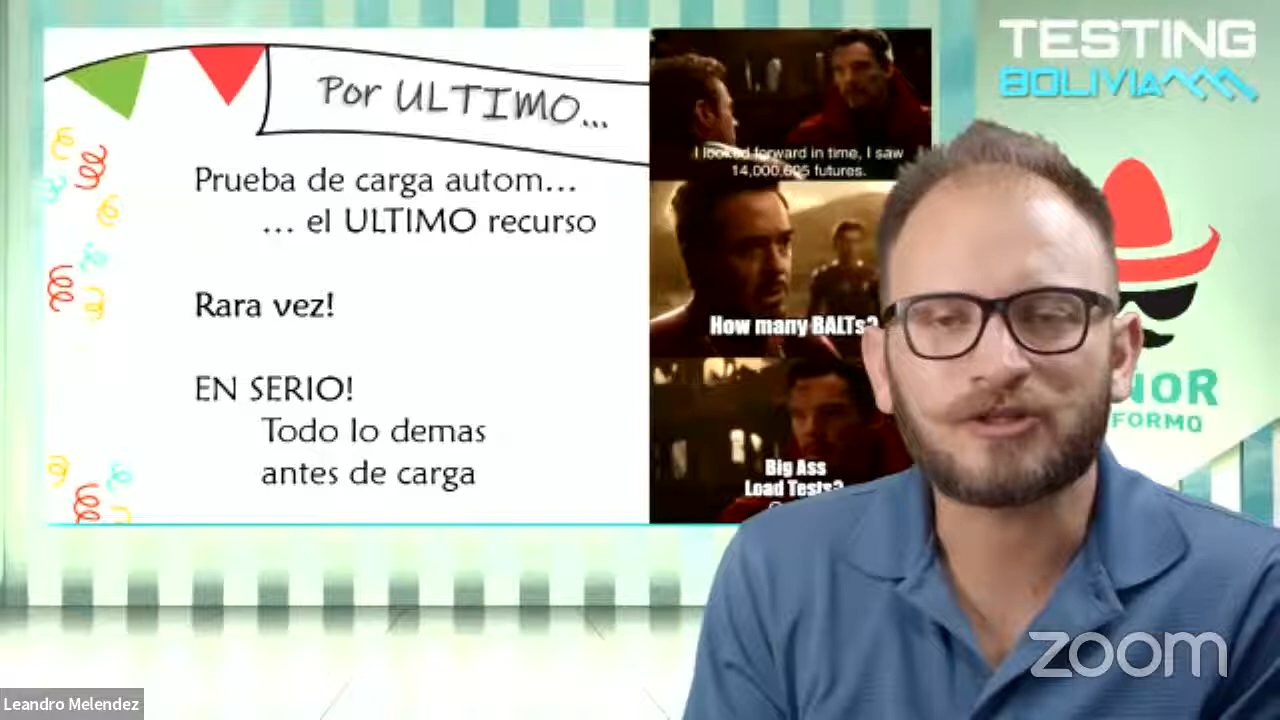 Por ULTIMO...
Prueba de carga autom...
... el ULTIMO recurso
Rara vez!
EN SERIO!
Todo lo demas
antes de carga
I looked forward in time, I saw
14,000,605 futures.
How many BALTs?
Big Ass
Load Tests?
TESTING
BOLIVIA
NOR
FORMO
zoom
Leandro Melendez